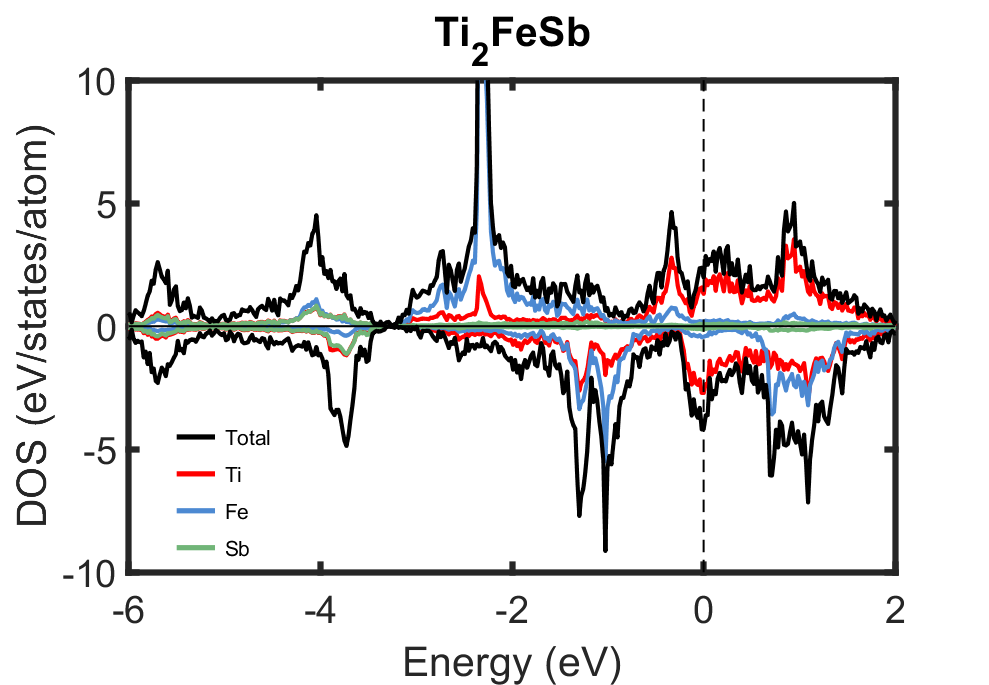 Ti₂FeSb
10
5
0
-5
-10
DOS (eV/states/atom)
Total
Ti
Fe
Sb
-6 -4 -2 0 2
Energy (eV)